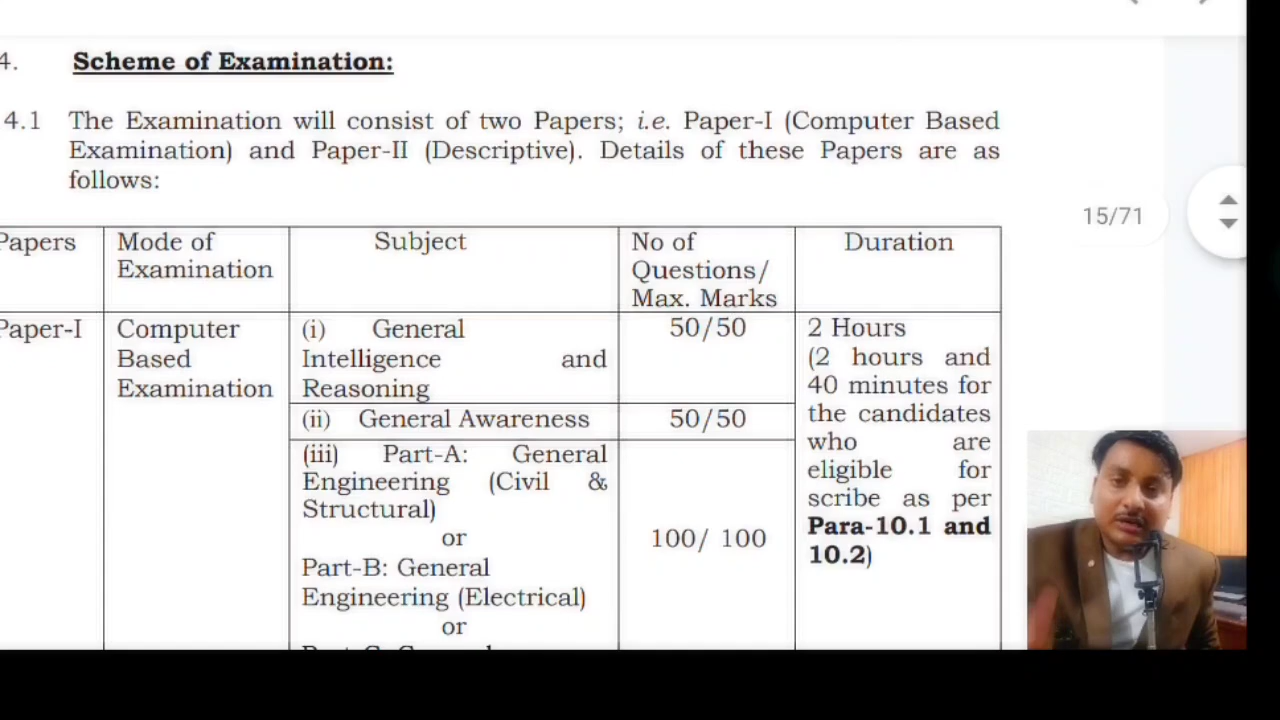 4. Scheme of Examination:
4.1 The Examination will consist of two Papers; i.e. Paper-I (Computer Based
Examination) and Paper-II (Descriptive). Details of these Papers are as
follows:
15/71
Papers
Mode of
Examination
Subject
No of
Questions/
Max. Marks
Duration
Paper-I
Computer
Based
Examination
(i) General
Intelligence and
Reasoning
50/50
(ii) General Awareness
50/50
(iii) Part-A: General
Engineering (Civil &
Structural)
or
Part-B: General
Engineering (Electrical)
or
100/ 100
2 Hours
(2 hours and
40 minutes for
the candidates
who are
eligible for
scribe as per
Para-10.1 and
10.2)